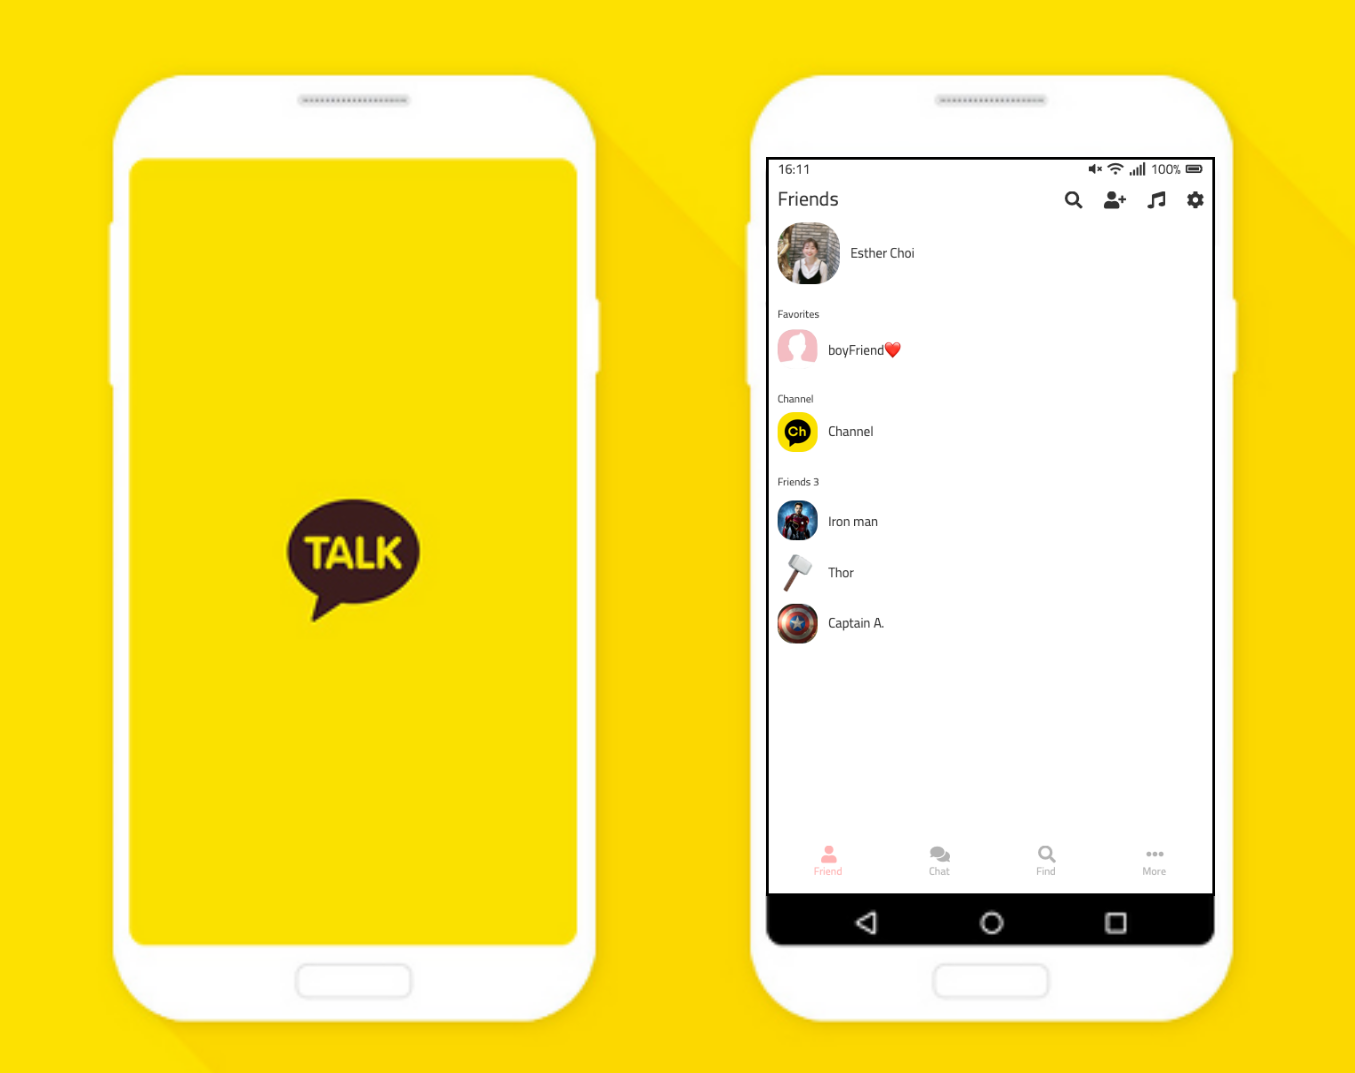 TALK
16:11 100%
Friends
Esther Choi
Favorites
boyFriend❤️
Channel
Ch
Channel
Friends 3
Iron man
Thor
Captain A.
Friend Chat Find More